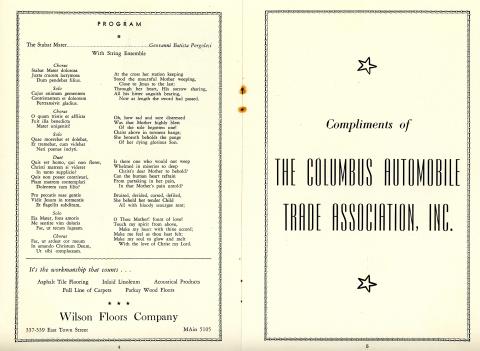 PROGRAM
The Stabat Mater Giovanni Batista Pergolesi
With String Ensemble
Chorus
Stabat Mater dolorosa
Juxta crucem lacrymosa
Dum pendebat filius.
At the cross her station keeping
Stood the mournful Mother weeping,
Close to Jesus to the last:
Solo
Cujus animam gementem
Contristantem et dolentem
Pertransivit gladius.
Through her heart, His sorrow sharing,
All his bitter anguish bearing,
Now at length the sword had passed.
Chorus
O quam tristis et afflicta
Fuit illa benedicta
Mater unigeniti!
Oh, how sad and sore distressed
Was that Mother highly blest
Of the sole begotten one!
Solo
Quae moerebat et dolebat,
Et tremebat, cum videbat
Nati poenas inclyti.
Christ above in torment hangs;
She beneath beholds the pangs
Of her dying glorious Son.
Duet
Quis est homo, qui non fleret,
Christi matrem si videret
In tanto supplicio?
Quis non posset contristari,
Piam matrem contemplari
Dolentem cum filio?
Is there one who would not weep
Whelmed in miseries so deep
Christ's dear Mother to behold?
Can the human heart refrain
From partaking in her pain,
In that Mother's pain untold?
Pro peccatis suae gentis
Vidit Jesum in tormentis
Et flagellis subditum.
Bruised, derided, cursed, defiled,
She beheld her tender Child
All with bloody scourges rent;
Solo
Eia Mater, fons amoris
Me sentire vim doloris
Fac, ut tecum lugeam.
O Thou Mother! fount of love!
Touch my spirit from above,
Make my heart with thine accord;
Chorus
Fac, ut ardeat cor meum
In amando Christum Deum,
Ut sibi complaceam.
Make me feel as thou hast felt;
Make my soul to glow and melt
With the love of Christ my Lord.
It's the workmanship that counts . . .
Asphalt Tile Flooring Inlaid Linoleum Acoustical Products
Full Line of Carpets Parkay Wood Floors
Wilson Floors Company
337-339 East Town Street MAin 5105
4
Compliments of
THE COLUMBUS AUTOMOBILE
TRADE ASSOCIATION, INC.
5